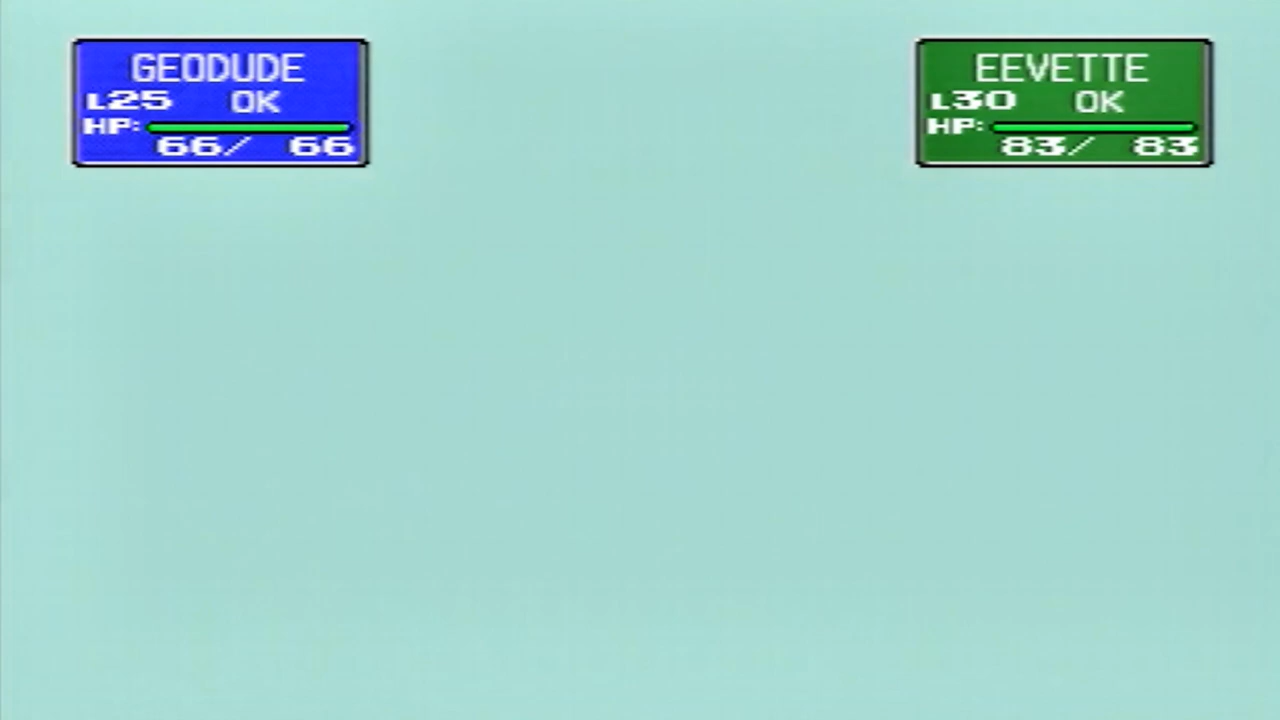 GEODUDE
L25 OK
HP:
66/ 66
EEVETTE
L30 OK
HP:
83/ 83